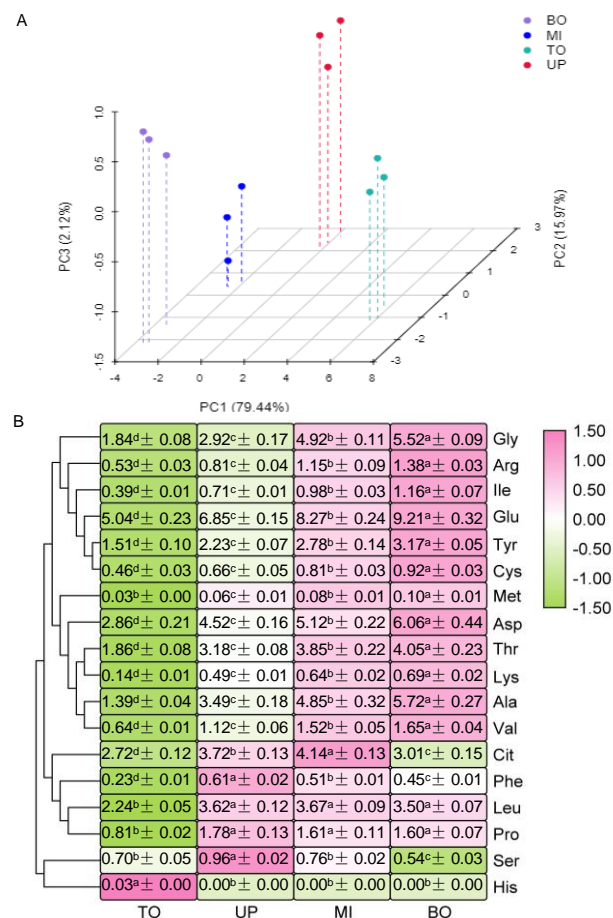 A
BO
MI
TO
UP
1.0
0.5
0.0
-0.5
-1.0
-1.5
PC3 (2.12%)
3
2
1
0
-1
-2
-3
PC2 (15.97%)
-4 -2 0 2 4 6 8
PC1 (79.44%)
B
1.84d± 0.08 2.92c± 0.17 4.92b± 0.11 5.52a± 0.09 Gly
0.53d± 0.03 0.81c± 0.04 1.15b± 0.09 1.38a± 0.03 Arg
0.39d± 0.01 0.71c± 0.01 0.98b± 0.03 1.16a± 0.07 Ile
5.04d± 0.23 6.85c± 0.15 8.27b± 0.24 9.21a± 0.32 Glu
1.51d± 0.10 2.23c± 0.07 2.78b± 0.14 3.17a± 0.05 Tyr
0.46d± 0.03 0.66c± 0.05 0.81b± 0.03 0.92a± 0.03 Cys
0.03b± 0.00 0.06c± 0.01 0.08b± 0.01 0.10a± 0.01 Met
2.86d± 0.21 4.52c± 0.16 5.12b± 0.22 6.06a± 0.44 Asp
1.86d± 0.08 3.18c± 0.08 3.85b± 0.22 4.05a± 0.23 Thr
0.14d± 0.01 0.49c± 0.01 0.64b± 0.02 0.69a± 0.02 Lys
1.39d± 0.04 3.49c± 0.18 4.85b± 0.32 5.72a± 0.27 Ala
0.64d± 0.01 1.12c± 0.06 1.52b± 0.05 1.65a± 0.04 Val
2.72d± 0.12 3.72b± 0.13 4.14a± 0.13 3.01c± 0.15 Cit
0.23d± 0.01 0.61a± 0.02 0.51b± 0.01 0.45c± 0.01 Phe
2.24b± 0.05 3.62a± 0.12 3.67a± 0.09 3.50a± 0.07 Leu
0.81b± 0.02 1.78a± 0.13 1.61a± 0.11 1.60a± 0.07 Pro
0.70b± 0.05 0.96a± 0.02 0.76b± 0.02 0.54c± 0.03 Ser
0.03a± 0.00 0.00b± 0.00 0.00b± 0.00 0.00b± 0.00 His
TO UP MI BO
1.50
1.00
0.50
0.00
-0.50
-1.00
-1.50